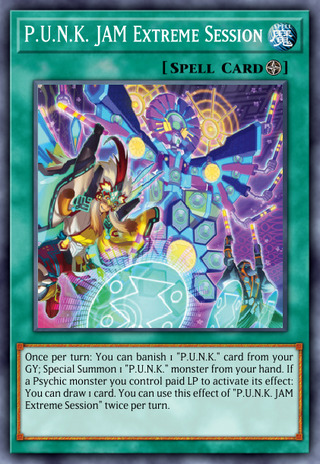 P.U.N.K. JAM Extreme Session
魔
[Spell Card]
Once per turn: You can banish 1 "P.U.N.K." card from your
GY; Special Summon 1 "P.U.N.K." monster from your hand. If
a Psychic monster you control paid LP to activate its effect:
You can draw 1 card. You can use this effect of "P.U.N.K. JAM
Extreme Session" twice per turn.